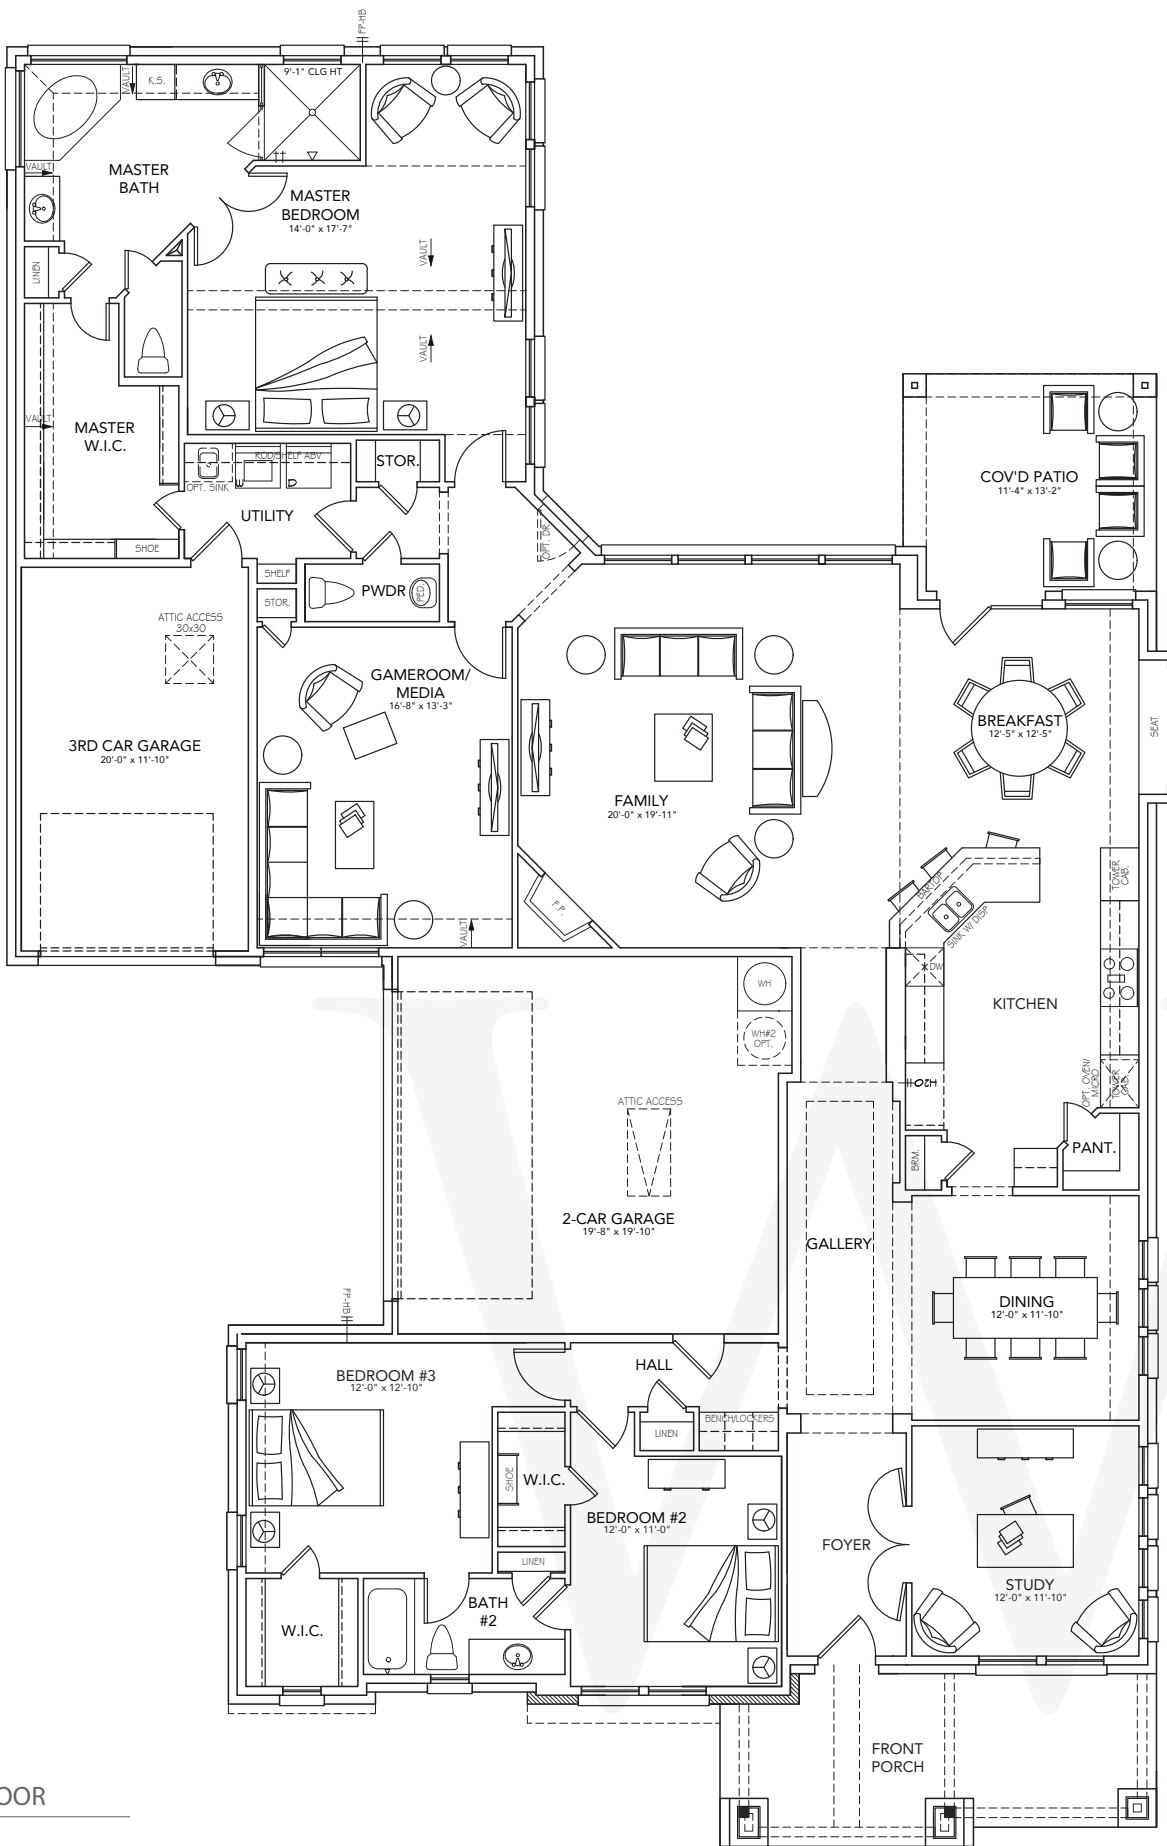 FP-HB
9'-1" CLG HT
VAULT
K.S.
MASTER
BATH
VAULT
MASTER
BEDROOM
14'-0" x 17'-7"
VAULT
LINEN
VAULT
VAULT
MASTER
W.I.C.
ROD/SHELF ABV
STOR.
OPT. SINK
UTILITY
COV'D PATIO
11'-4" x 13'-2"
OPT. DR.
SHOE
SHELF
STOR.
PWDR
PED.
ATTIC ACCESS
30x30
GAMEROOM/
MEDIA
16'-8" x 13'-3"
BREAKFAST
12'-5" x 12'-5"
SEAT
3RD CAR GARAGE
20'-0" x 11'-10"
FAMILY
20'-0" x 19'-11"
BARTOP
TOWER
CAB.
F.P.
SINK W/ DISP
VAULT
DW
WH
KITCHEN
WH#2
OPT.
H2O
OPT. OVEN/
MICRO
TOWER
CAB.
ATTIC ACCESS
BRM.
PANT.
2-CAR GARAGE
19'-8" x 19'-10"
GALLERY
FP-HB
DINING
12'-0" x 11'-10"
BEDROOM #3
12'-0" x 12'-10"
HALL
BENCH/LOCKERS
LINEN
SHOE
W.I.C.
BEDROOM #2
12'-0" x 11'-0"
FOYER
LINEN
STUDY
12'-0" x 11'-10"
BATH
#2
W.I.C.
FRONT
PORCH
OOR